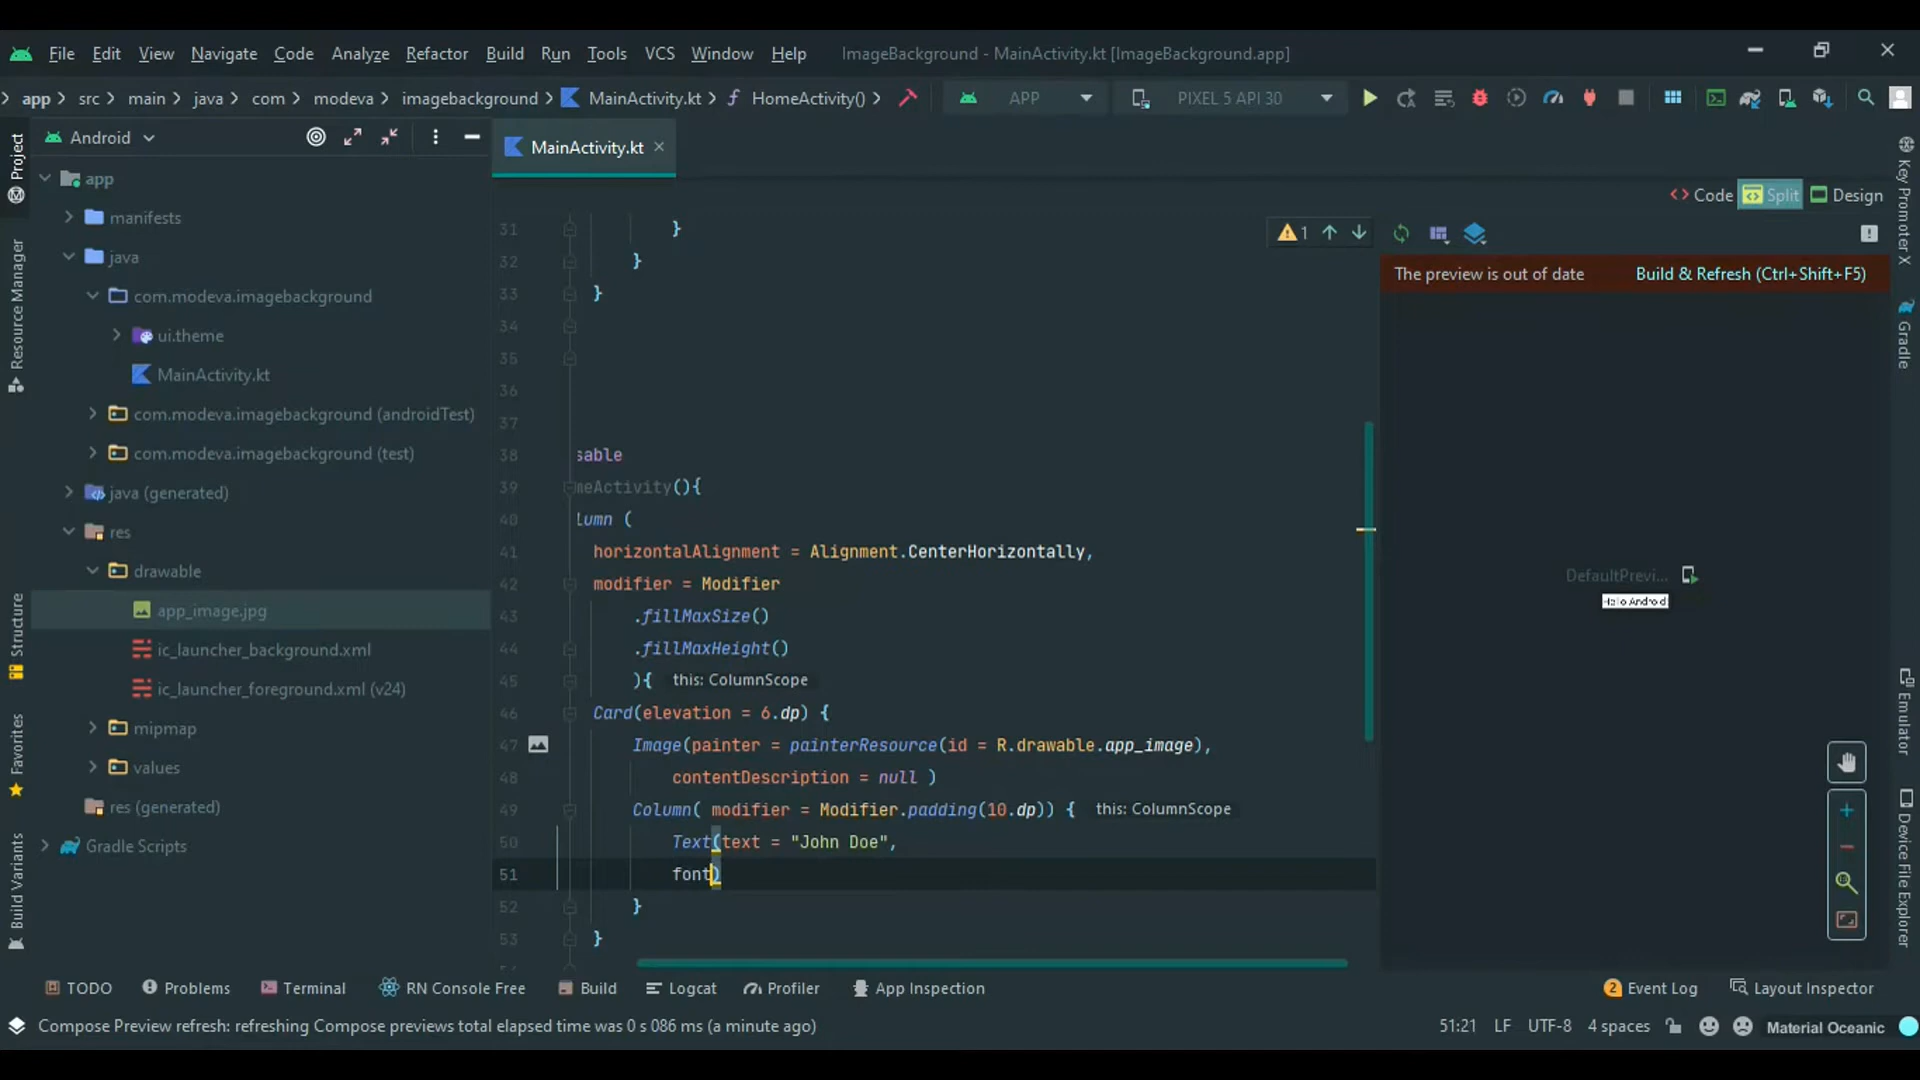 File Edit View Navigate Code Analyze Refactor Build Run Tools VCS Window Help ImageBackground - MainActivity.kt [ImageBackground.app]
app src main java com modeva imagebackground MainActivity.kt HomeActivity() APP PIXEL 5 API 30
Android
MainActivity.kt
Code Split Design
app
manifests
java
com.modeva.imagebackground
ui.theme
MainActivity.kt
com.modeva.imagebackground (androidTest)
com.modeva.imagebackground (test)
java (generated)
res
drawable
app_image.jpg
ic_launcher_background.xml
ic_launcher_foreground.xml (v24)
mipmap
values
res (generated)
Gradle Scripts
Project
Resource Manager
Structure
Favorites
Build Variants
1
31 }
32 }
33 }
34
35
36
37
38 sable
39 meActivity(){
40 lumn (
41 horizontalAlignment = Alignment.CenterHorizontally,
42 modifier = Modifier
43 .fillMaxSize()
44 .fillMaxHeight()
45 ){ this: ColumnScope
46 Card(elevation = 6.dp) {
47 Image(painter = painterResource(id = R.drawable.app_image),
48 contentDescription = null )
49 Column( modifier = Modifier.padding(10.dp)) { this: ColumnScope
50 Text(text = "John Doe",
51 font)
52 }
53 }
The preview is out of date Build & Refresh (Ctrl+Shift+F5)
DefaultPrevi...
Hello Android
Key Promoter X
Gradle
Emulator
Device File Explorer
TODO Problems Terminal RN Console Free Build Logcat Profiler App Inspection 2 Event Log Layout Inspector
Compose Preview refresh: refreshing Compose previews total elapsed time was 0 s 086 ms (a minute ago) 51:21 LF UTF-8 4 spaces Material Oceanic